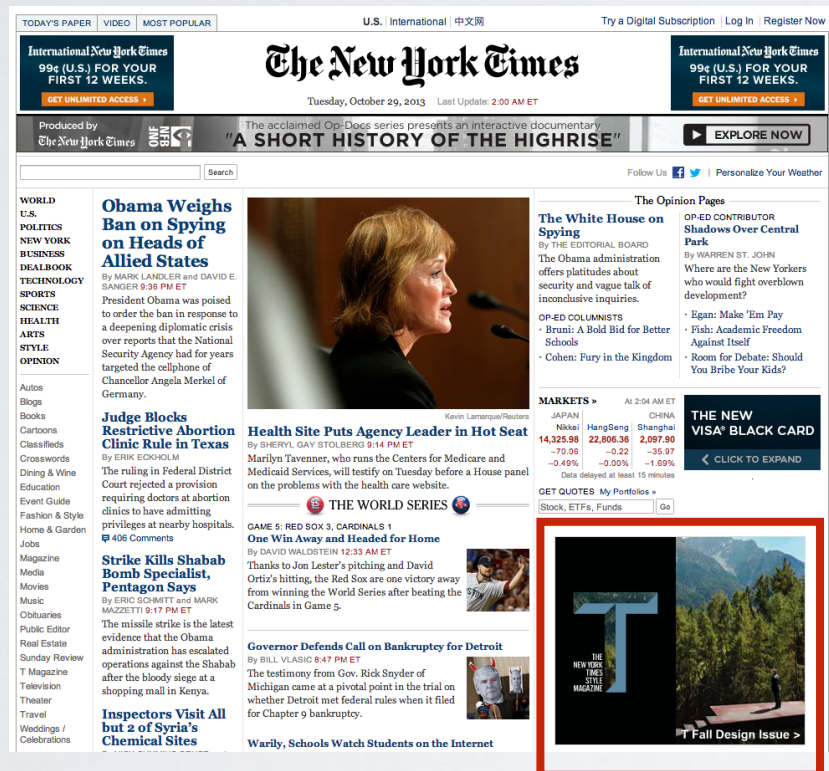 TODAY'S PAPER
VIDEO
MOST POPULAR
U.S.
International
中文网
Try a Digital Subscription
Log In
Register Now
International New York Times
99¢ (U.S.) FOR YOUR
FIRST 12 WEEKS.
GET UNLIMITED ACCESS
The New York Times
Tuesday, October 29, 2013 Last Update: 2:00 AM ET
International New York Times
99¢ (U.S.) FOR YOUR
FIRST 12 WEEKS.
GET UNLIMITED ACCESS
Produced by
The New York Times
NFB
ONF
The acclaimed Op-Docs series presents an interactive documentary
"A SHORT HISTORY OF THE HIGHRISE"
EXPLORE NOW
Search
Follow Us
Personalize Your Weather
WORLD
U.S.
POLITICS
NEW YORK
BUSINESS
DEALBOOK
TECHNOLOGY
SPORTS
SCIENCE
HEALTH
ARTS
STYLE
OPINION
Autos
Blogs
Books
Cartoons
Classifieds
Crosswords
Dining & Wine
Education
Event Guide
Fashion & Style
Home & Garden
Jobs
Magazine
Media
Movies
Music
Obituaries
Public Editor
Real Estate
Sunday Review
T Magazine
Television
Theater
Travel
Weddings /
Celebrations
Obama Weighs
Ban on Spying
on Heads of
Allied States
By MARK LANDLER and DAVID E.
SANGER 9:36 PM ET
President Obama was poised
to order the ban in response to
a deepening diplomatic crisis
over reports that the National
Security Agency had for years
targeted the cellphone of
Chancellor Angela Merkel of
Germany.
Judge Blocks
Restrictive Abortion
Clinic Rule in Texas
By ERIK ECKHOLM
The ruling in Federal District
Court rejected a provision
requiring doctors at abortion
clinics to have admitting
privileges at nearby hospitals.
406 Comments
Strike Kills Shabab
Bomb Specialist,
Pentagon Says
By ERIC SCHMITT and MARK
MAZZETTI 9:17 PM ET
The missile strike is the latest
evidence that the Obama
administration has escalated
operations against the Shabab
after the bloody siege at a
shopping mall in Kenya.
Inspectors Visit All
but 2 of Syria's
Chemical Sites
Kevin Lamarque/Reuters
Health Site Puts Agency Leader in Hot Seat
By SHERYL GAY STOLBERG 9:14 PM ET
Marilyn Tavenner, who runs the Centers for Medicare and
Medicaid Services, will testify on Tuesday before a House panel
on the problems with the health care website.
THE WORLD SERIES
GAME 5: RED SOX 3, CARDINALS 1
One Win Away and Headed for Home
By DAVID WALDSTEIN 12:33 AM ET
Thanks to Jon Lester's pitching and David
Ortiz's hitting, the Red Sox are one victory away
from winning the World Series after beating the
Cardinals in Game 5.
Governor Defends Call on Bankruptcy for Detroit
By BILL VLASIC 8:47 PM ET
The testimony from Gov. Rick Snyder of
Michigan came at a pivotal point in the trial on
whether Detroit met federal rules when it filed
for Chapter 9 bankruptcy.
Warily, Schools Watch Students on the Internet
The Opinion Pages
The White House on
Spying
By THE EDITORIAL BOARD
The Obama administration
offers platitudes about
security and vague talk of
inconclusive inquiries.
OP-ED COLUMNISTS
· Bruni: A Bold Bid for Better
Schools
· Cohen: Fury in the Kingdom
OP-ED CONTRIBUTOR
Shadows Over Central
Park
By WARREN ST. JOHN
Where are the New Yorkers
who would fight overblown
development?
· Egan: Make 'Em Pay
· Fish: Academic Freedom
Against Itself
· Room for Debate: Should
You Bribe Your Kids?
MARKETS » At 2:04 AM ET
JAPAN CHINA
Nikkei HangSeng Shanghai
14,325.98 22,806.36 2,097.90
−70.06 −0.22 −35.97
−0.49% −0.00% −1.69%
Data delayed at least 15 minutes
GET QUOTES My Portfolios »
Stock, ETFs, Funds Go
THE NEW
VISA® BLACK CARD
CLICK TO EXPAND
T
THE
NEW YORK
TIMES
STYLE
MAGAZINE
T Fall Design Issue >